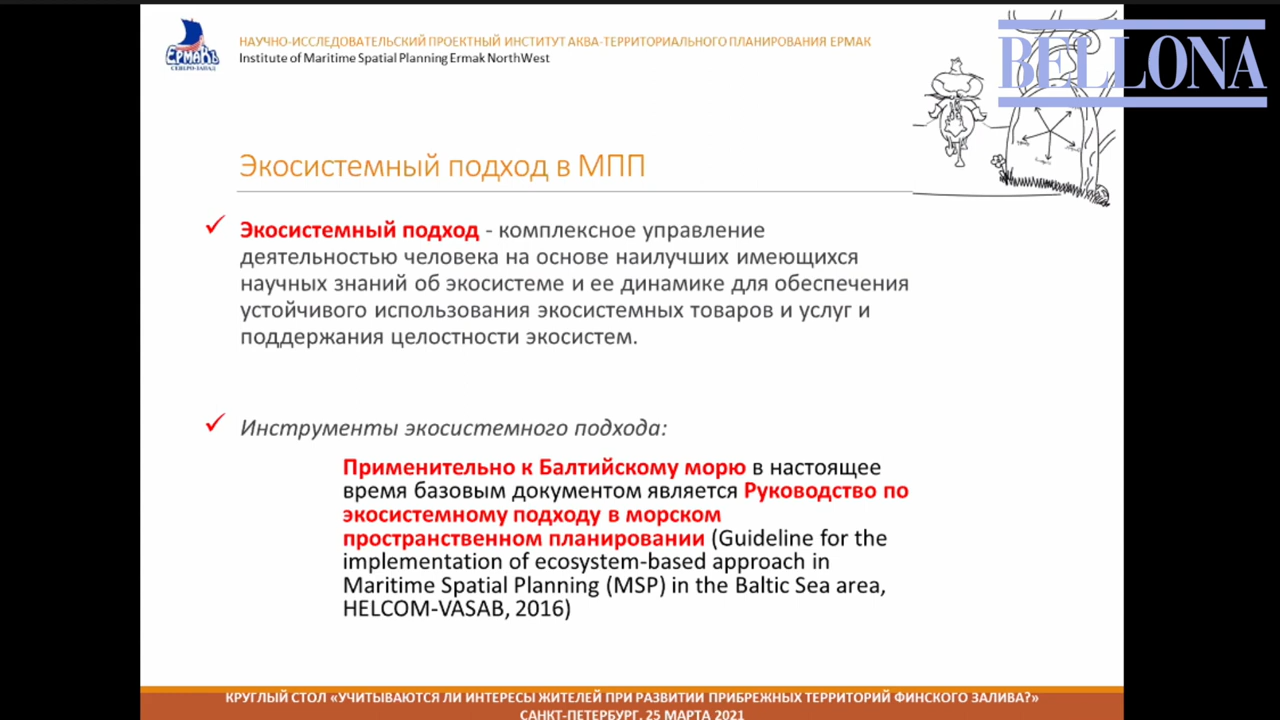 ЕРМАКЪ
СЕВЕРО-ЗАПАД
НАУЧНО-ИССЛЕДОВАТЕЛЬСКИЙ ПРОЕКТНЫЙ ИНСТИТУТ АКВА-ТЕРРИТОРИАЛЬНОГО ПЛАНИРОВАНИЯ ЕРМАК
Institute of Maritime Spatial Planning Ermak NorthWest
BELLONA
Экосистемный подход в МПП
✓ Экосистемный подход - комплексное управление
деятельностью человека на основе наилучших имеющихся
научных знаний об экосистеме и ее динамике для обеспечения
устойчивого использования экосистемных товаров и услуг и
поддержания целостности экосистем.
✓ Инструменты экосистемного подхода:
Применительно к Балтийскому морю в настоящее
время базовым документом является Руководство по
экосистемному подходу в морском
пространственном планировании (Guideline for the
implementation of ecosystem-based approach in
Maritime Spatial Planning (MSP) in the Baltic Sea area,
HELCOM-VASAB, 2016)
КРУГЛЫЙ СТОЛ «УЧИТЫВАЮТСЯ ЛИ ИНТЕРЕСЫ ЖИТЕЛЕЙ ПРИ РАЗВИТИИ ПРИБРЕЖНЫХ ТЕРРИТОРИЙ ФИНСКОГО ЗАЛИВА?»
САНКТ-ПЕТЕРБУРГ, 25 МАРТА 2021